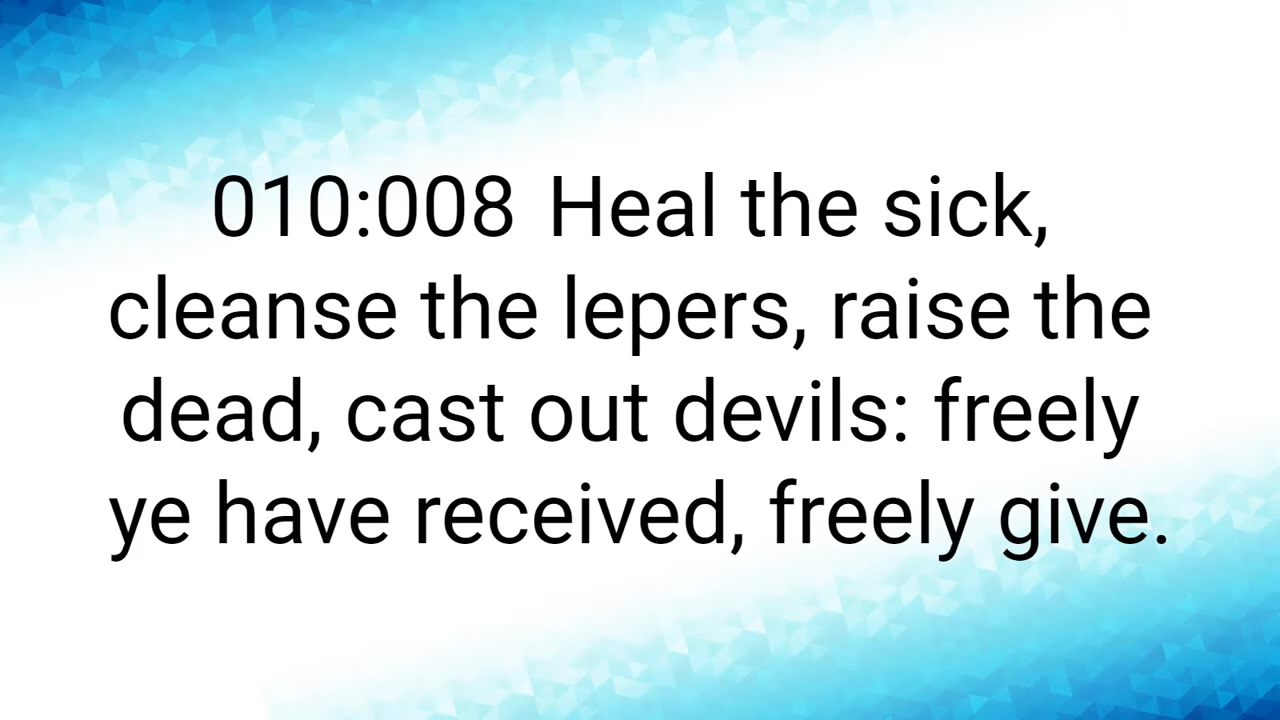 010:008 Heal the sick,
cleanse the lepers, raise the
dead, cast out devils: freely
ye have received, freely give.